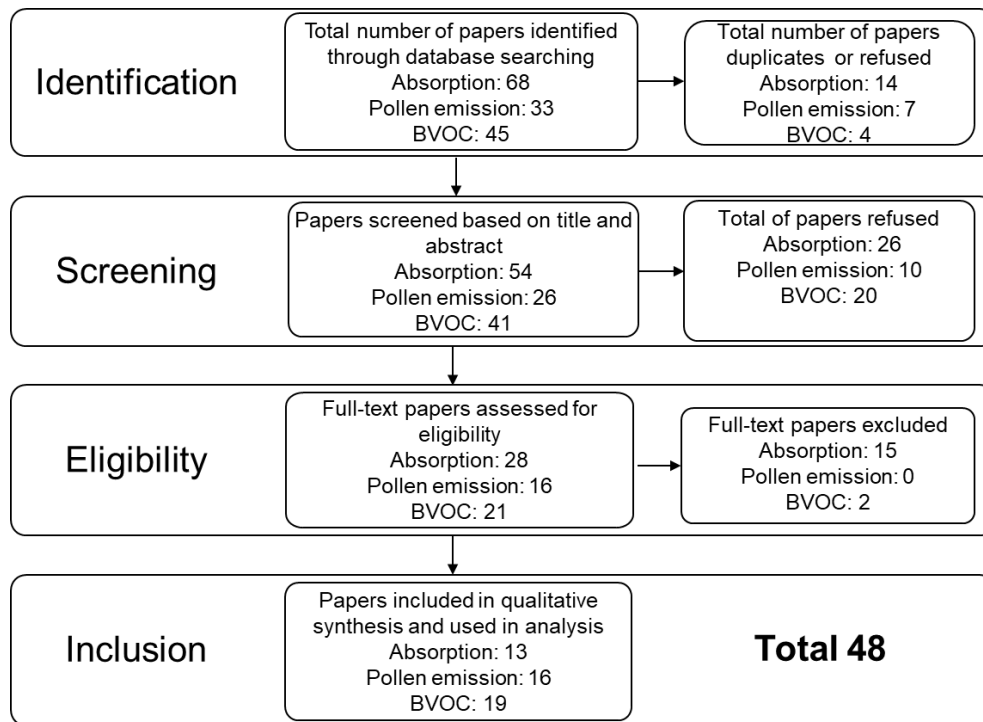 Identification
Total number of papers identified
through database searching
Absorption: 68
Pollen emission: 33
BVOC: 45
Total number of papers
duplicates or refused
Absorption: 14
Pollen emission: 7
BVOC: 4
Screening
Papers screened based on title and
abstract
Absorption: 54
Pollen emission: 26
BVOC: 41
Total of papers refused
Absorption: 26
Pollen emission: 10
BVOC: 20
Eligibility
Full-text papers assessed for
eligibility
Absorption: 28
Pollen emission: 16
BVOC: 21
Full-text papers excluded
Absorption: 15
Pollen emission: 0
BVOC: 2
Inclusion
Papers included in qualitative
synthesis and used in analysis
Absorption: 13
Pollen emission: 16
BVOC: 19
Total 48